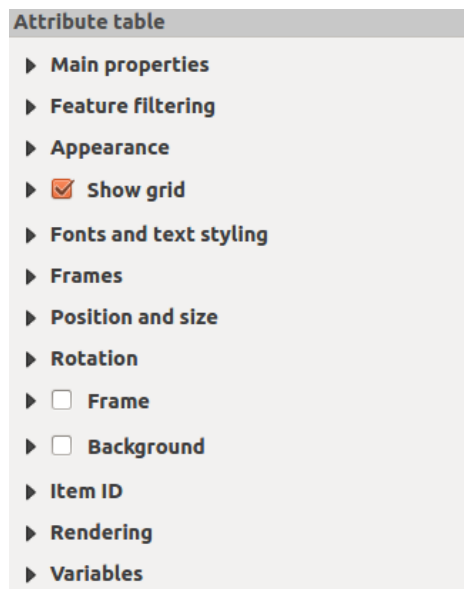 Attribute table
Main properties
Feature filtering
Appearance
Show grid
Fonts and text styling
Frames
Position and size
Rotation
Frame
Background
Item ID
Rendering
Variables